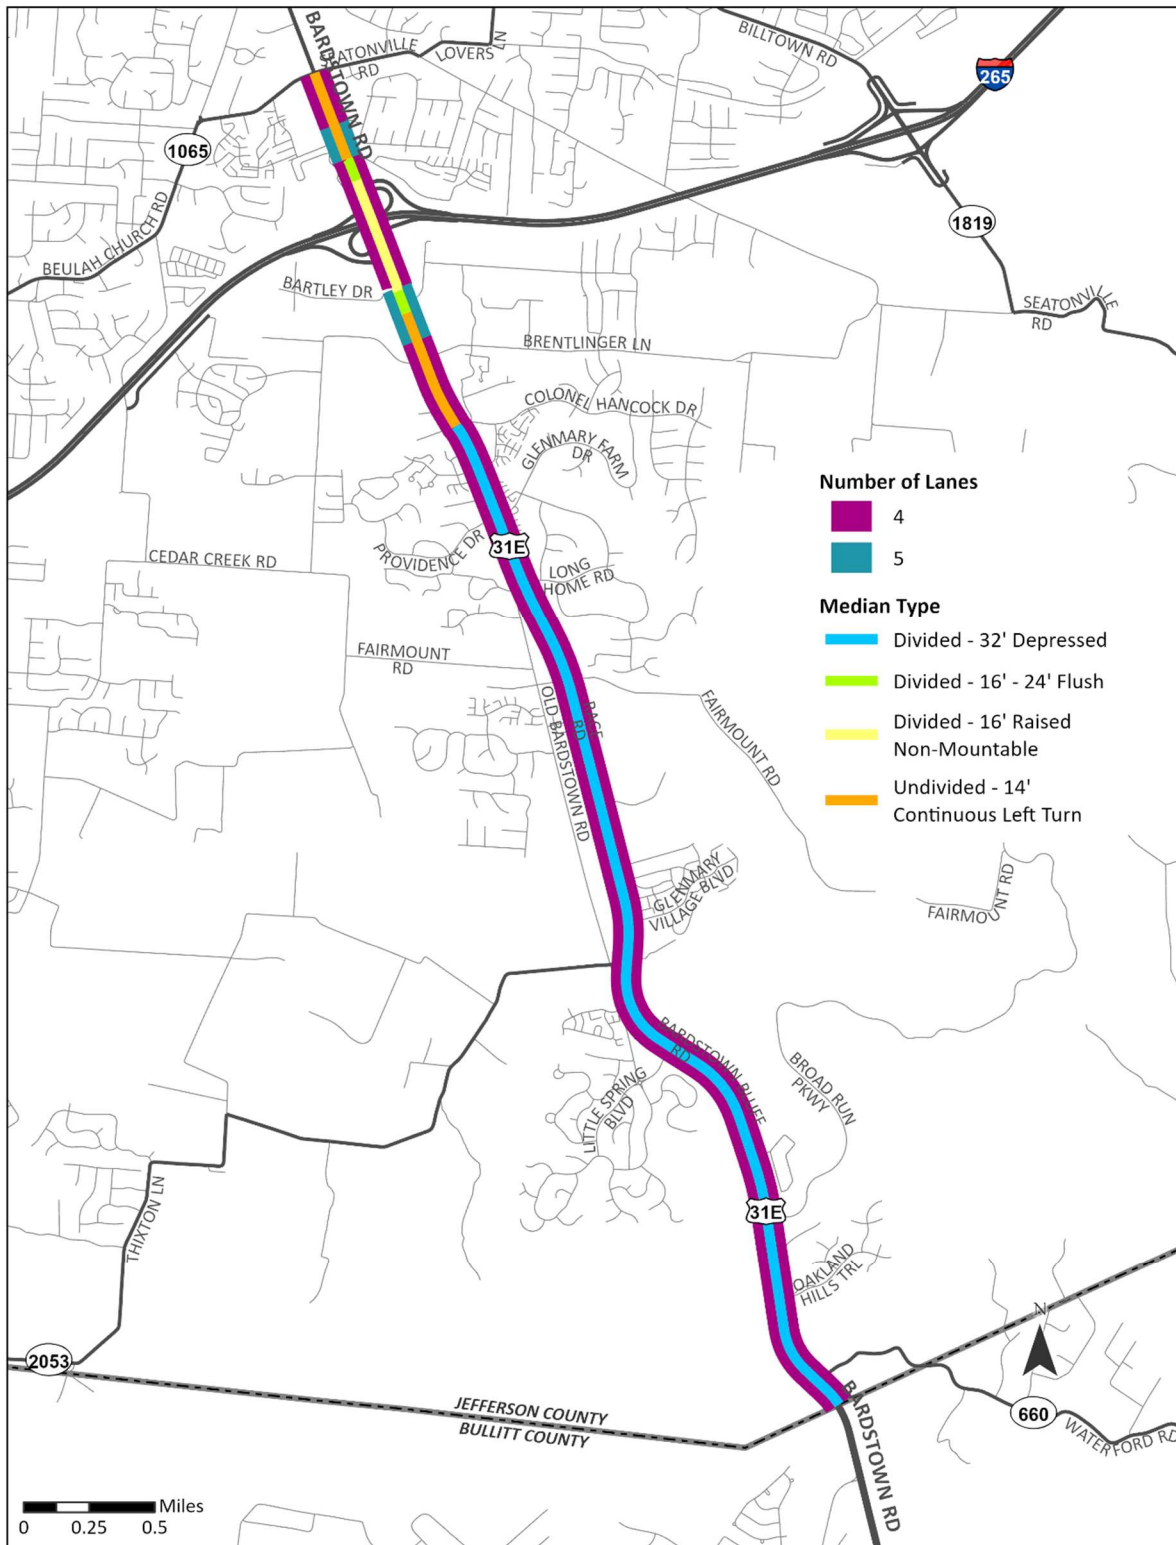 BARDSTOWN RD
SEATONVILLE
RD
LOVERS LN
BILLTOWN RD
265
1065
1819
BEULAH CHURCH RD
BARTLEY DR
SEATONVILLE
RD
BRENTLINGER LN
COLONEL HANCOCK DR
GLENMARY FARM
DR
Number of Lanes
4
5
PROVIDENCE DR
31E
CEDAR CREEK RD
LONG
HOME RD
Median Type
Divided - 32' Depressed
Divided - 16' - 24' Flush
Divided - 16' Raised
Non-Mountable
Undivided - 14'
Continuous Left Turn
FAIRMOUNT
RD
OLD BARDSTOWN RD
BAGE
RD
FAIRMOUNT RD
GLENMARY
VILLAGE BLVD
FAIRMOUNT RD
BARDSTOWN BLUFF
RD
BROAD RUN
PKWY
LITTLE SPRING
BLVD
THIXTON LN
31E
OAKLAND
HILLS TRL
N
2053
JEFFERSON COUNTY
BULLITT COUNTY
BARDSTOWN RD
660
WATERFORD RD
Miles
0 0.25 0.5